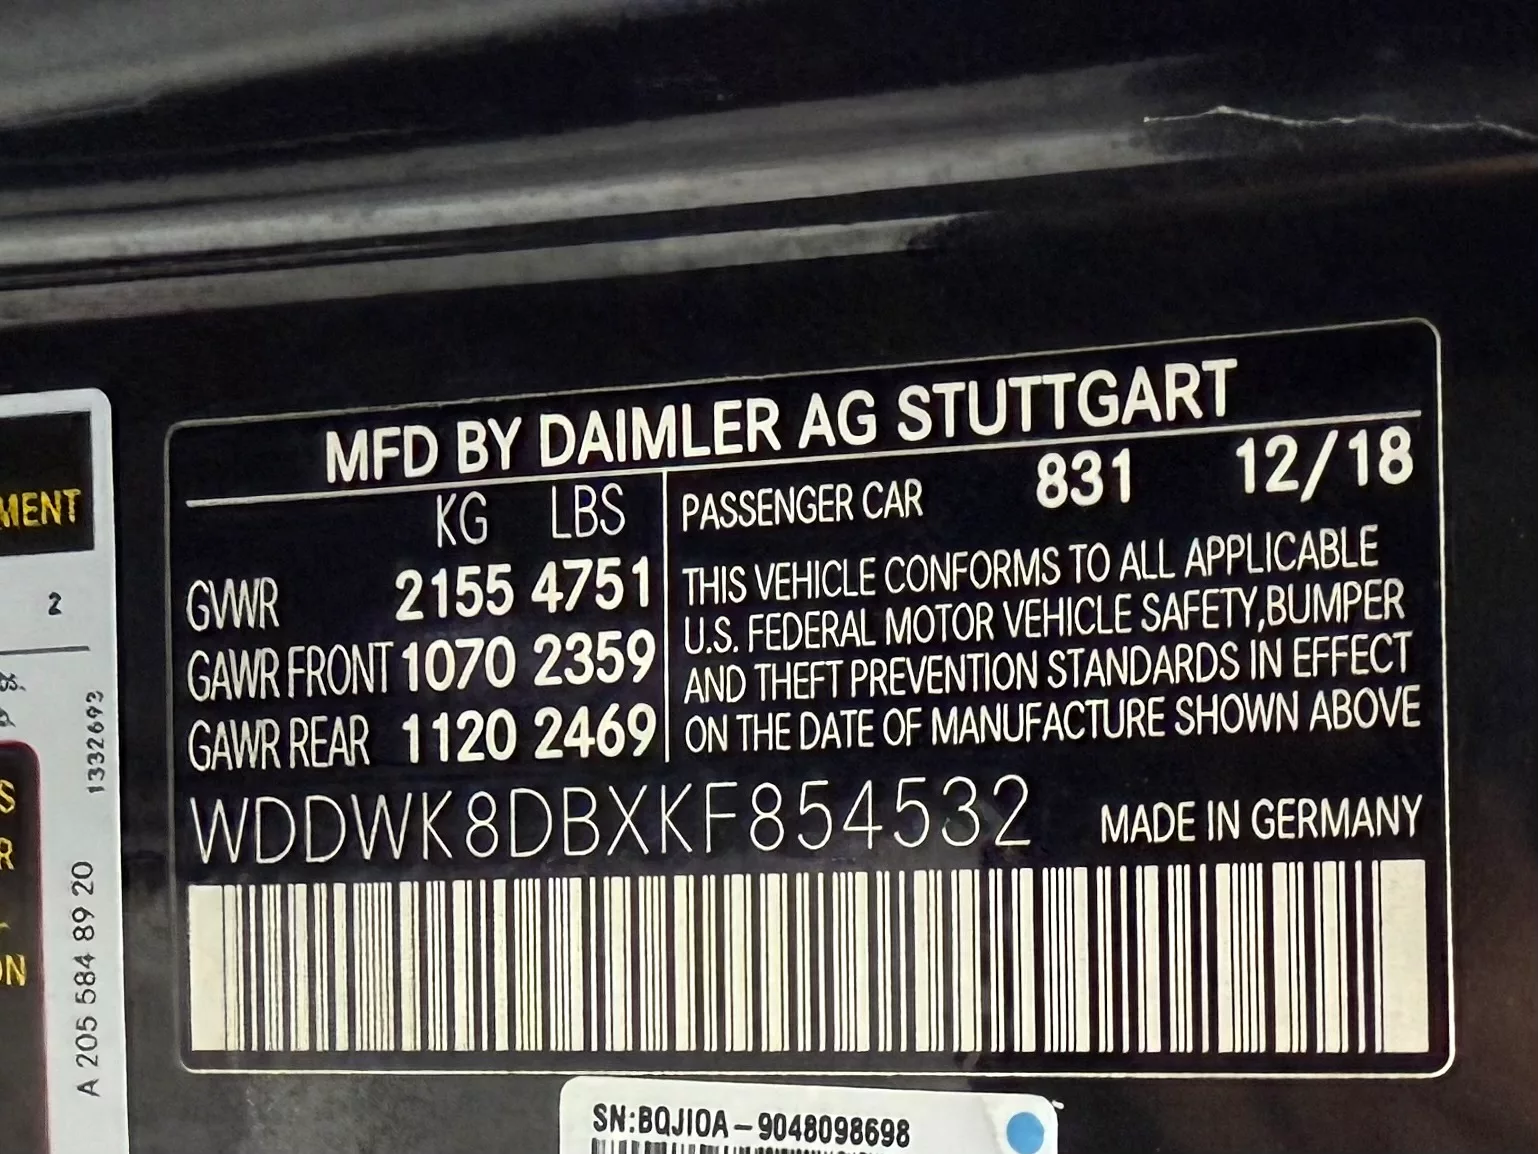 MFD BY DAIMLER AG STUTTGART
KG LBS
GVWR 2155 4751
GAWR FRONT 1070 2359
GAWR REAR 1120 2469
PASSENGER CAR 831 12/18
THIS VEHICLE CONFORMS TO ALL APPLICABLE
U.S. FEDERAL MOTOR VEHICLE SAFETY,BUMPER
AND THEFT PREVENTION STANDARDS IN EFFECT
ON THE DATE OF MANUFACTURE SHOWN ABOVE
WDDWK8DBXKF854532 MADE IN GERMANY
SN:BQJIOA-9048098698
MENT
2
1332693
A 205 584 89 20